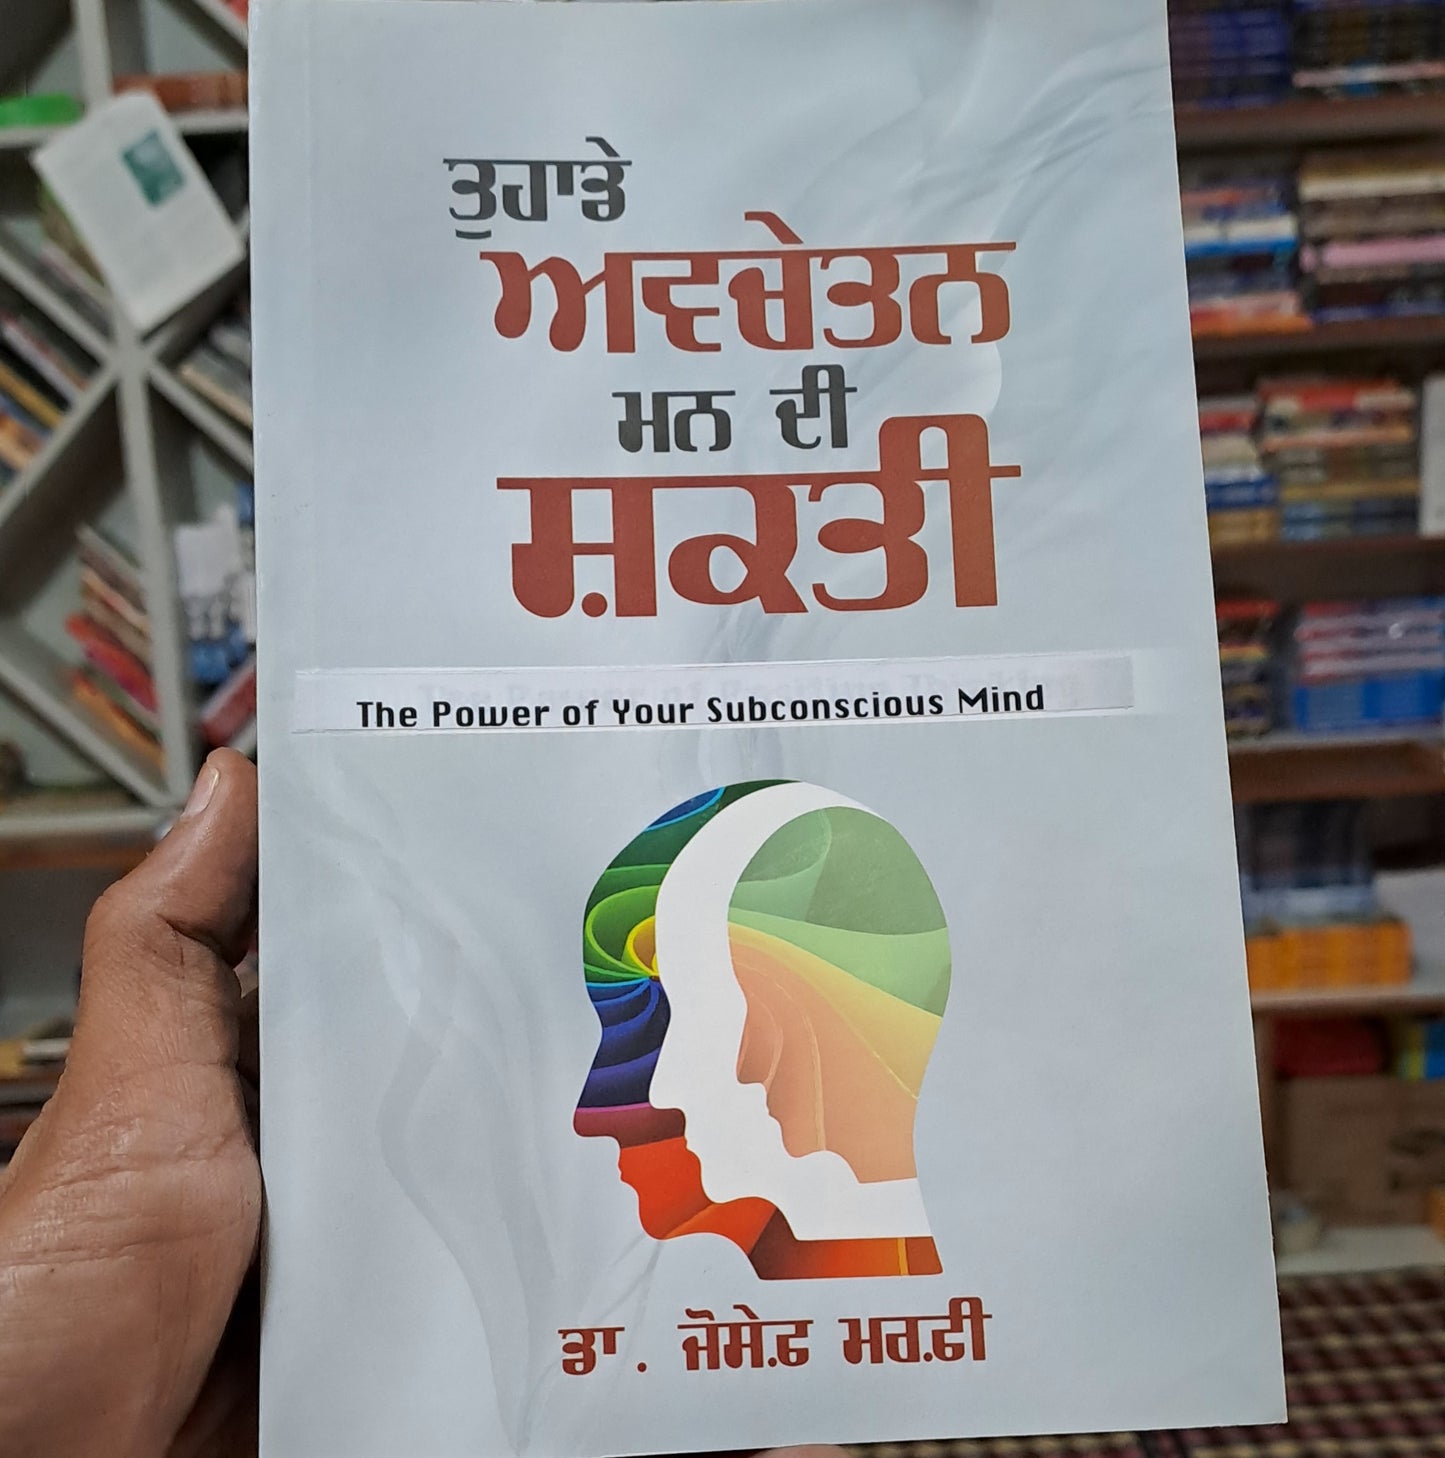 ਤੁਹਾਡੇ
ਅਵਚੇਤਨ
ਮਨ ਦੀ
ਸ਼ਕਤੀ
The Power of Your Subconscious Mind
ਡਾ. ਜੋਸੇਫ਼ ਮਰਫ਼ੀ